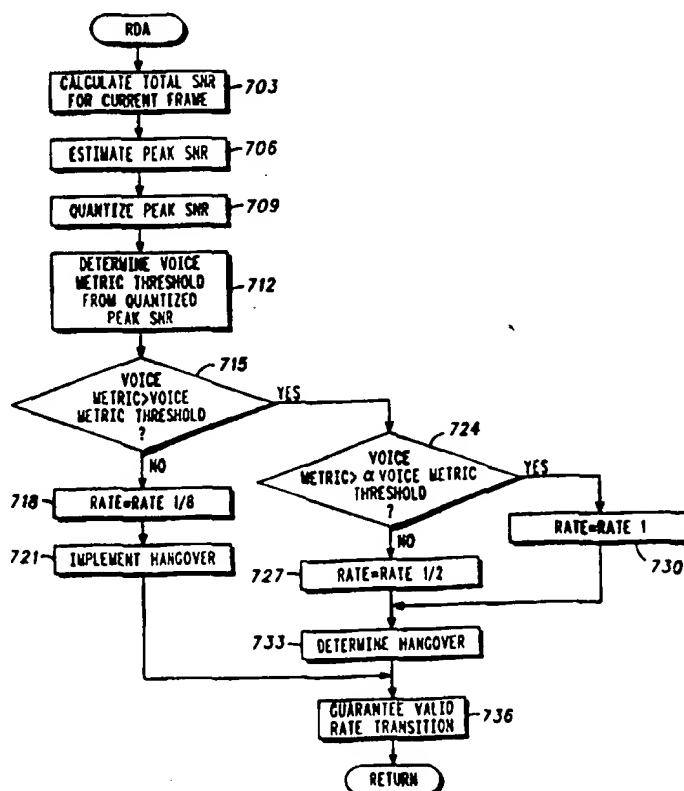 RDA
CALCULATE TOTAL SNR
FOR CURRENT FRAME
703
ESTIMATE PEAK SNR
706
QUANTIZE PEAK SNR
709
DETERMINE VOICE
METRIC THRESHOLD
FROM QUANTIZED
PEAK SNR
712
715
VOICE
METRIC>VOICE
METRIC THRESHOLD
?
YES
NO
724
VOICE
METRIC> α VOICE METRIC
THRESHOLD
?
YES
NO
718
RATE=RATE 1/8
721
IMPLEMENT HANGOVER
RATE=RATE 1
730
727
RATE=RATE 1/2
733
DETERMINE HANGOVER
GUARANTEE VALID
RATE TRANSITION
736
RETURN